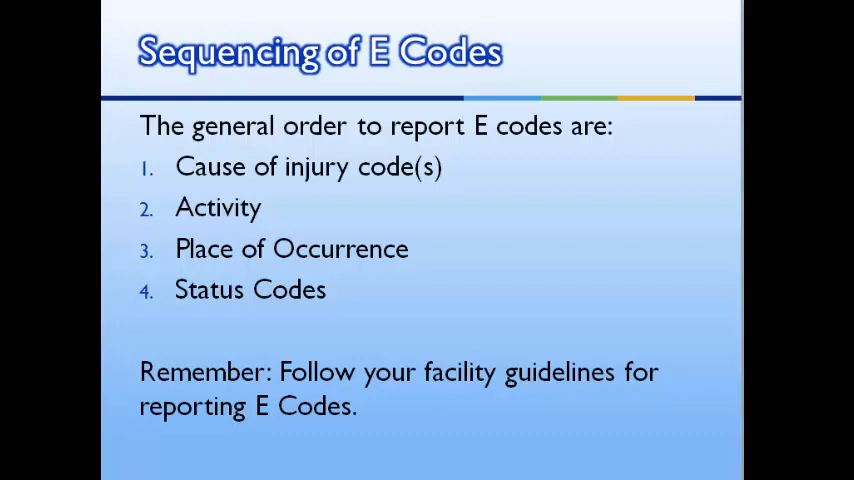 Sequencing of E Codes
The general order to report E codes are:
1. Cause of injury code(s)
2. Activity
3. Place of Occurrence
4. Status Codes
Remember: Follow your facility guidelines for
reporting E Codes.